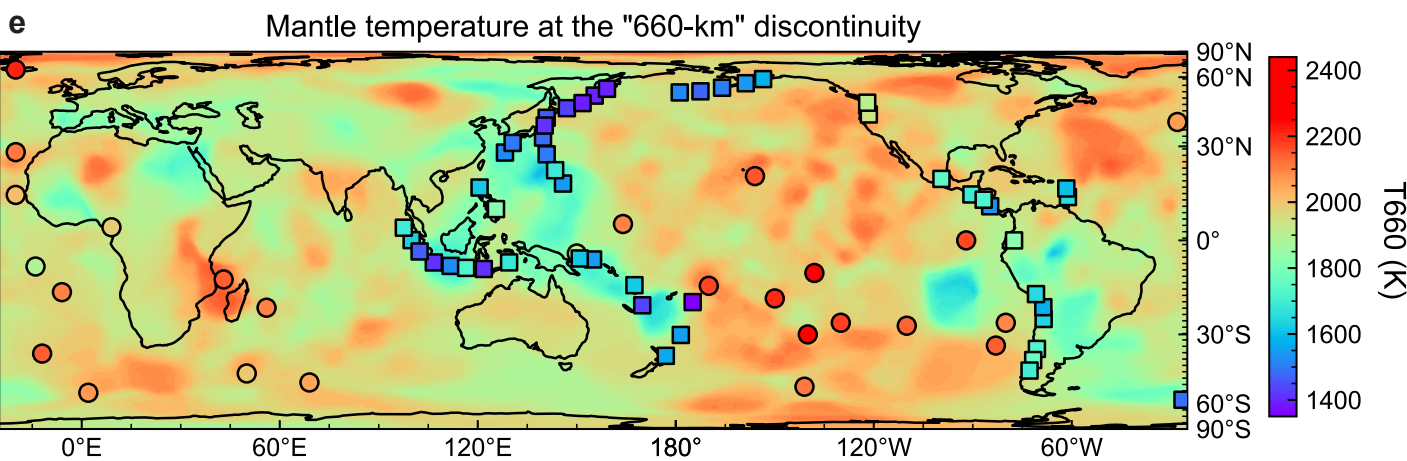 e
Mantle temperature at the "660-km" discontinuity
90°N
60°N
30°N
0°
30°S
60°S
90°S
0°E
60°E
120°E
180°
120°W
60°W
2400
2200
2000
1800
1600
1400
T660 (K)